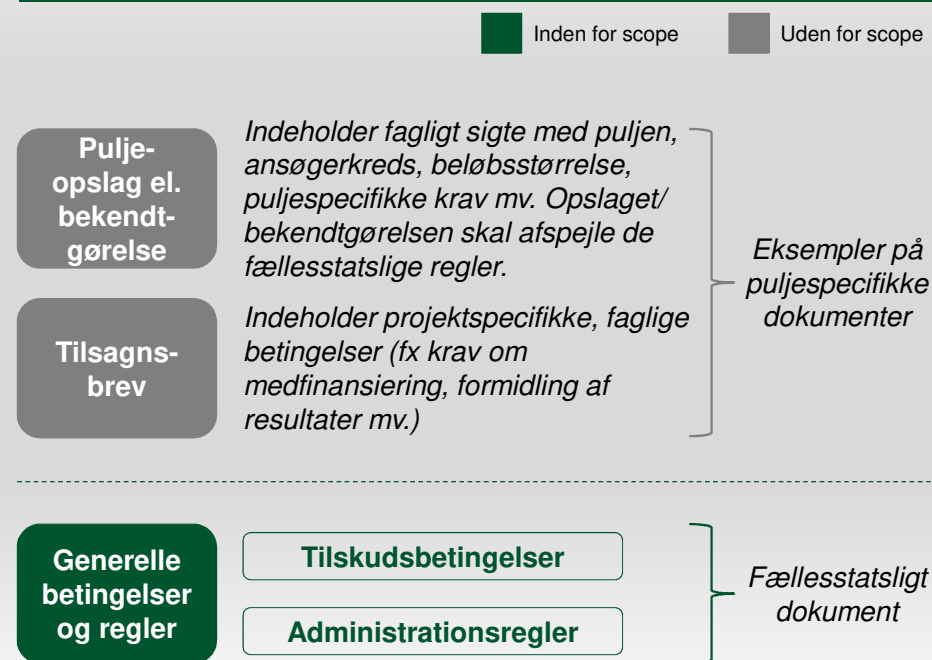 Inden for scope
Uden for scope
Pulje-
opslag el.
bekendt-
gørelse
Indeholder fagligt sigte med puljen,
ansøgerkreds, beløbsstørrelse,
puljespecifikke krav mv. Opslaget/
bekendtgørelsen skal afspejle de
fællesstatslige regler.
Tilsagns-
brev
Indeholder projektspecifikke, faglige
betingelser (fx krav om
medfinansiering, formidling af
resultater mv.)
Eksempler på
puljespecifikke
dokumenter
Generelle
betingelser
og regler
Tilskudsbetingelser
Administrationsregler
Fællesstatsligt
dokument